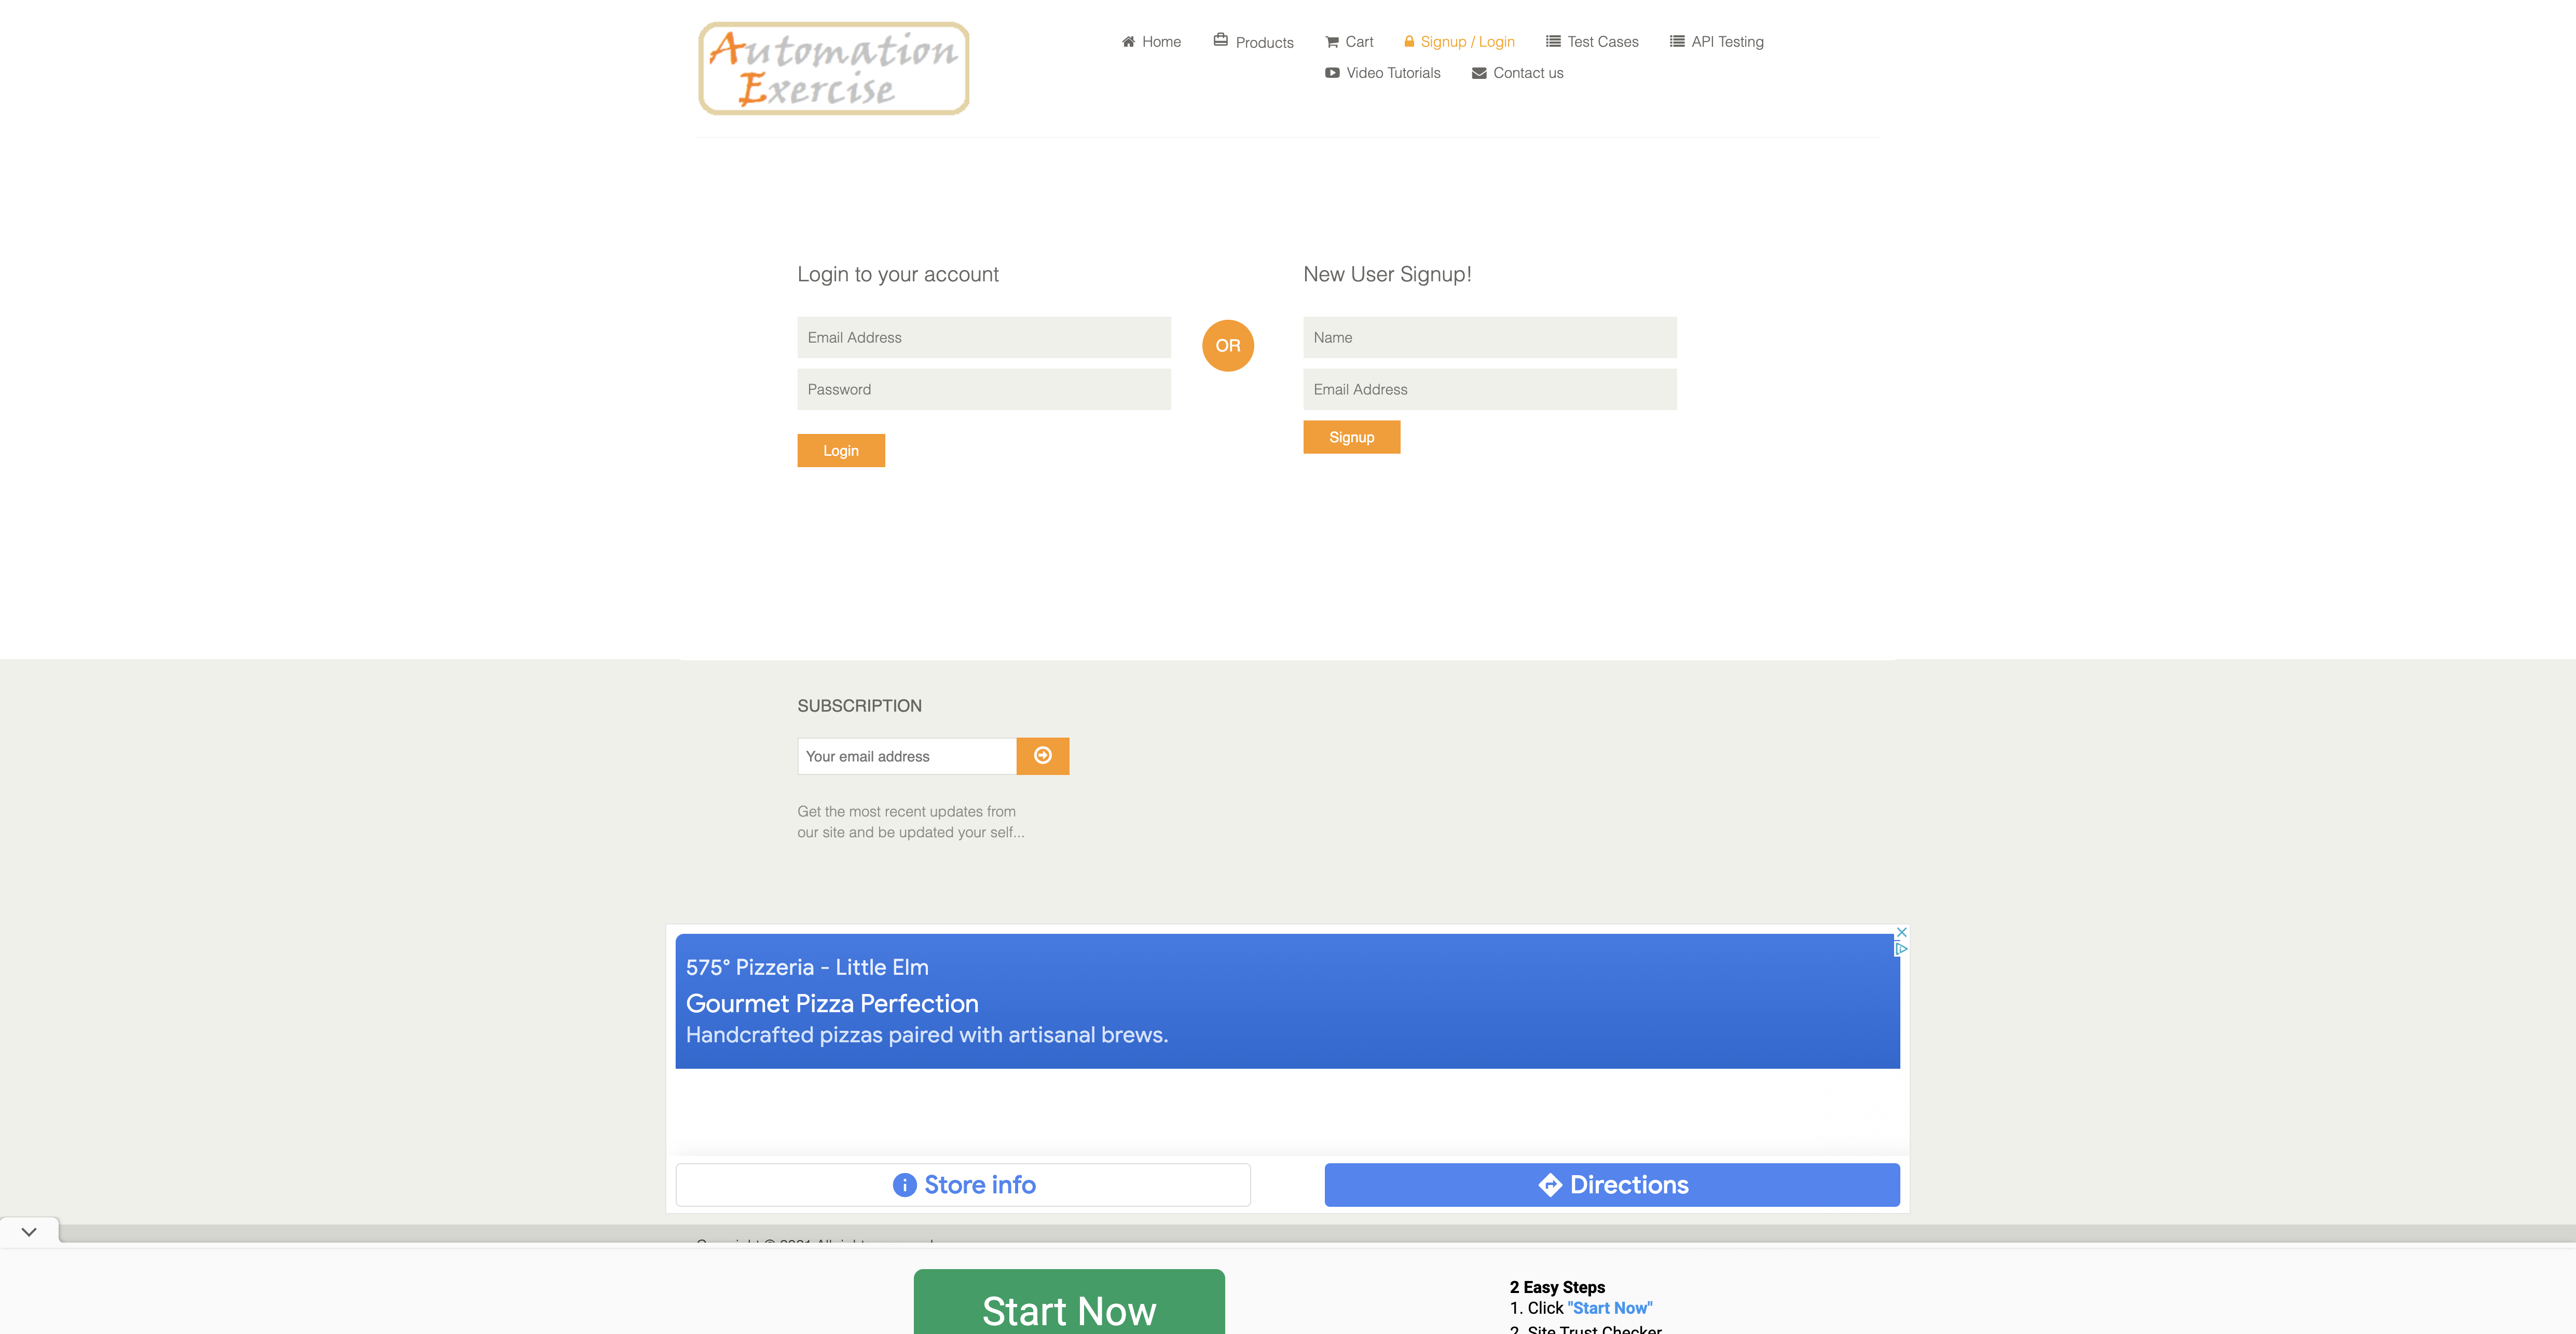 Automation
Exercise
Home
Products
Cart
Signup / Login
Test Cases
API Testing
Video Tutorials
Contact us
Login to your account
Email Address
Password
Login
OR
New User Signup!
Name
Email Address
Signup
SUBSCRIPTION
Your email address
Get the most recent updates from
our site and be updated your self...
575° Pizzeria - Little Elm
Gourmet Pizza Perfection
Handcrafted pizzas paired with artisanal brews.
Store info
Directions
Start Now
2 Easy Steps
1. Click "Start Now"
2. Site Trust Checker